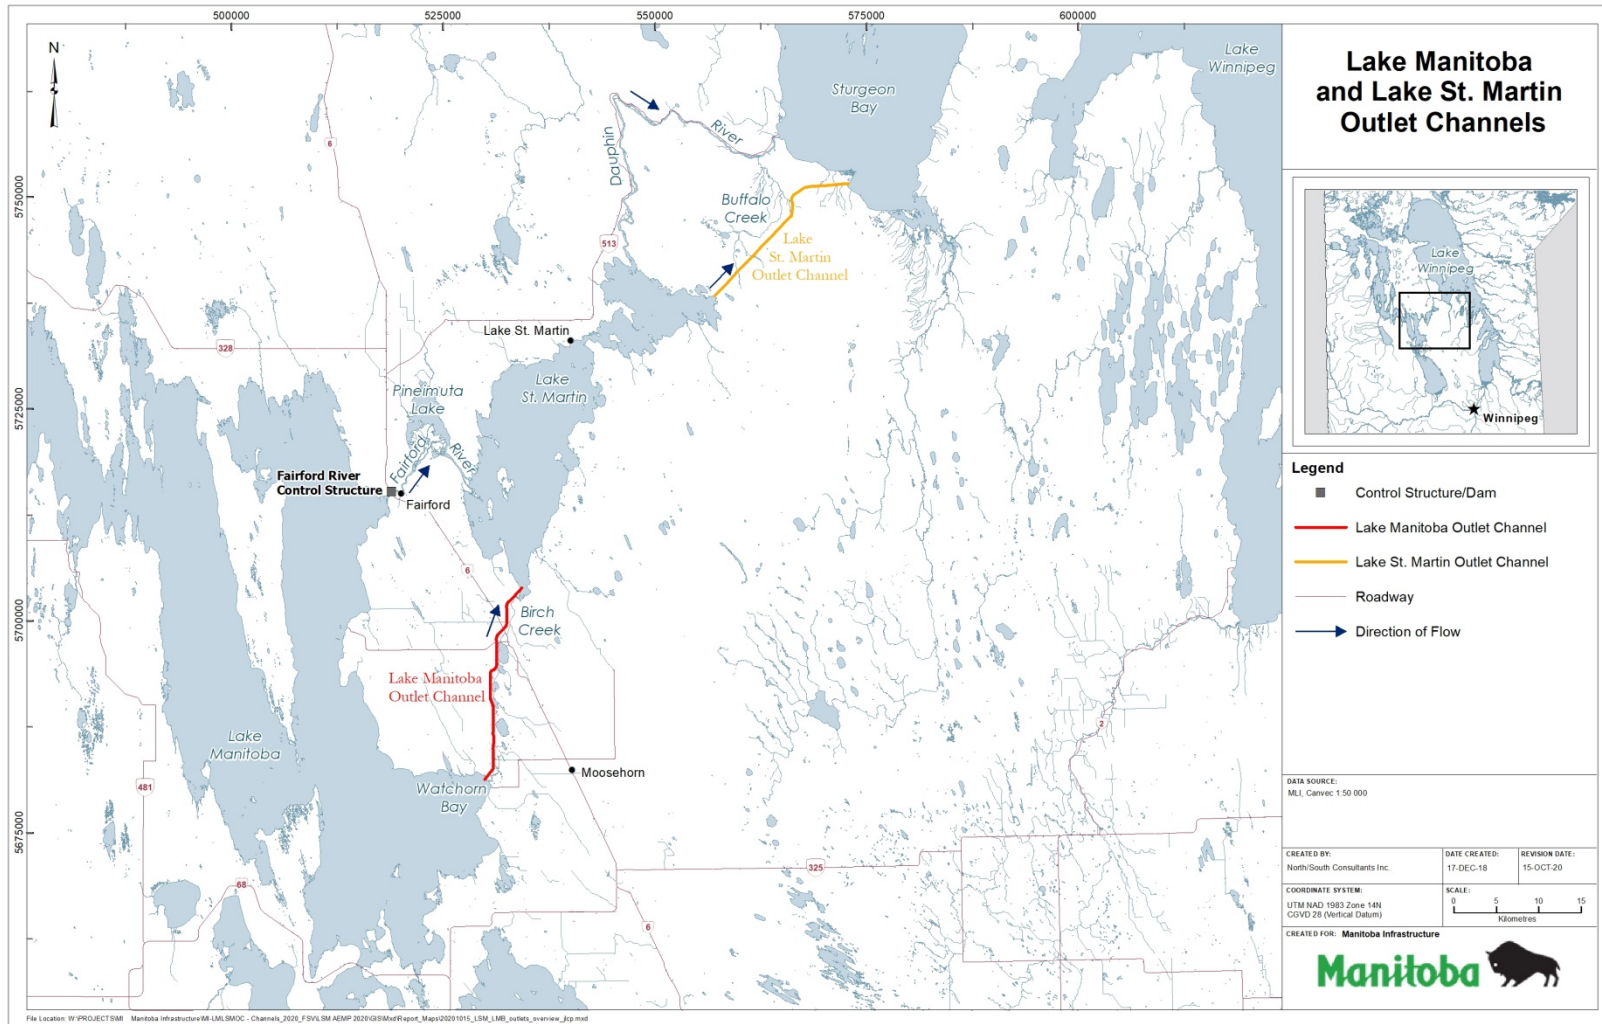 500000
525000
550000
575000
600000
5750000
5725000
5700000
5675000
N
Lake
Winnipeg
Sturgeon
Bay
Dauphin
River
6
Buffalo
Creek
513
Lake
St. Martin
Outlet Channel
Lake St. Martin
328
Lake
St. Martin
Pineimuta
Lake
Fairford
River
Fairford River
Control Structure
Fairford
6
Birch
Creek
Lake Manitoba
Outlet Channel
2
Lake
Manitoba
Moosehorn
Watchorn
Bay
481
325
68
6
Lake Manitoba
and Lake St. Martin
Outlet Channels
Lake
Winnipeg
Winnipeg
Legend
Control Structure/Dam
Lake Manitoba Outlet Channel
Lake St. Martin Outlet Channel
Roadway
Direction of Flow
DATA SOURCE:
MLI, Canvec 1:50 000
CREATED BY:
North/South Consultants Inc.
DATE CREATED:
17-DEC-18
REVISION DATE:
15-OCT-20
COORDINATE SYSTEM:
UTM NAD 1983 Zone 14N
CGVD 28 (Vertical Datum)
SCALE:
0 5 10 15
Kilometres
CREATED FOR: Manitoba Infrastructure
Manitoba